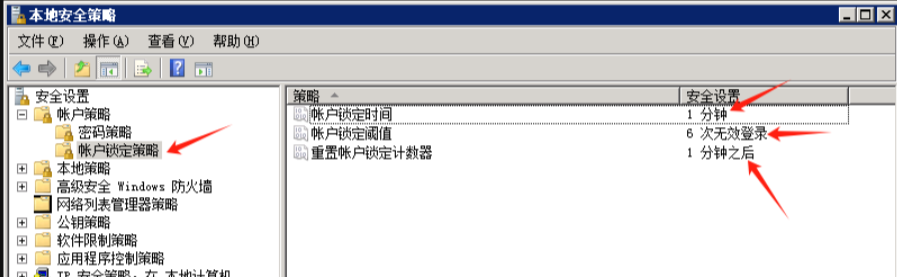 本地安全策略
文件(F) 操作(A) 查看(V) 帮助(H)
安全设置
帐户策略
密码策略
帐户锁定策略
本地策略
高级安全 Windows 防火墙
网络列表管理器策略
公钥策略
软件限制策略
应用程序控制策略
IP 安全策略，在 本地计算机
策略 安全设置
帐户锁定时间 1 分钟
帐户锁定阈值 6 次无效登录
重置帐户锁定计数器 1 分钟之后